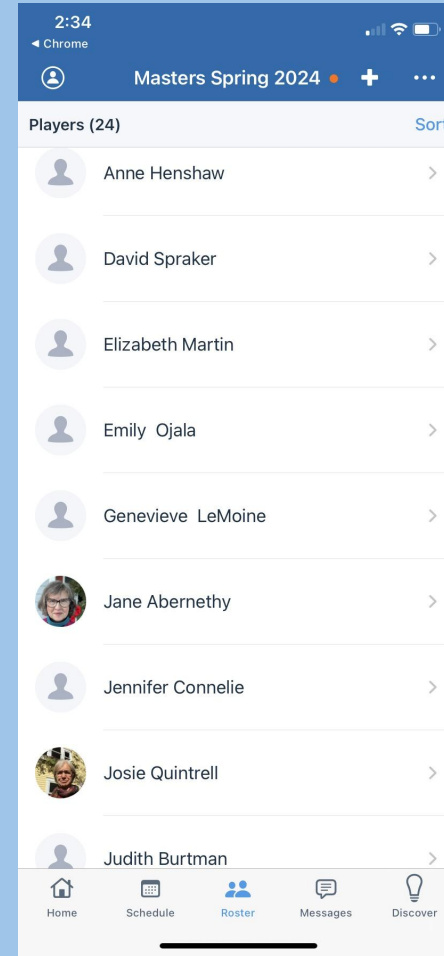 2:34
◄ Chrome
Masters Spring 2024
Players (24) Sort
Anne Henshaw
David Spraker
Elizabeth Martin
Emily Ojala
Genevieve LeMoine
Jane Abernethy
Jennifer Connelie
Josie Quintrell
Judith Burtman
Home Schedule Roster Messages Discover